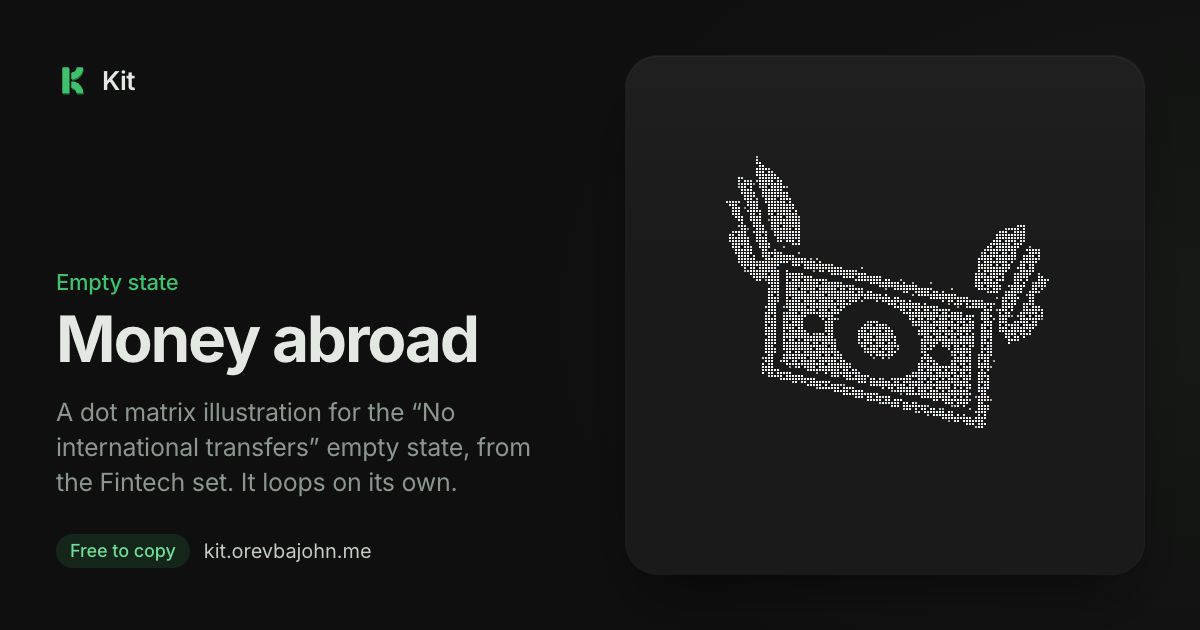 Kit
Empty state
Money abroad
A dot matrix illustration for the “No
international transfers” empty state, from
the Fintech set. It loops on its own.
Free to copy
kit.orevbajohn.me